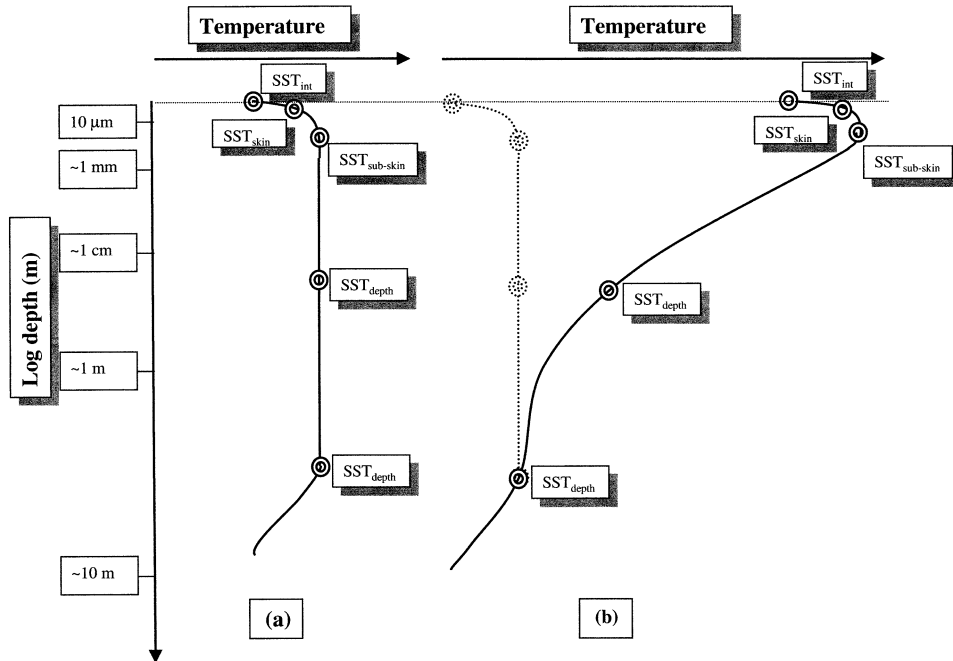 Temperature
Temperature
SST_int
SST_int
10 µm
SST_skin
SST_skin
SST_sub-skin
SST_sub-skin
~1 mm
~1 cm
SST_depth
SST_depth
Log depth (m)
~1 m
SST_depth
SST_depth
~10 m
(a)
(b)